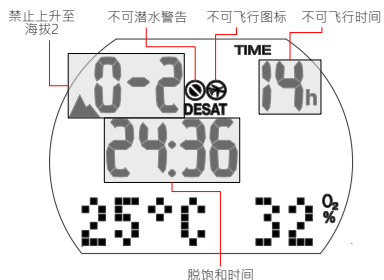 禁止上升至
海拔2
不可潜水警告
不可飞行图标
不可飞行时间
TIME
0-2
14h
DESAT
24:36
25°C
32 O₂%
脱饱和时间